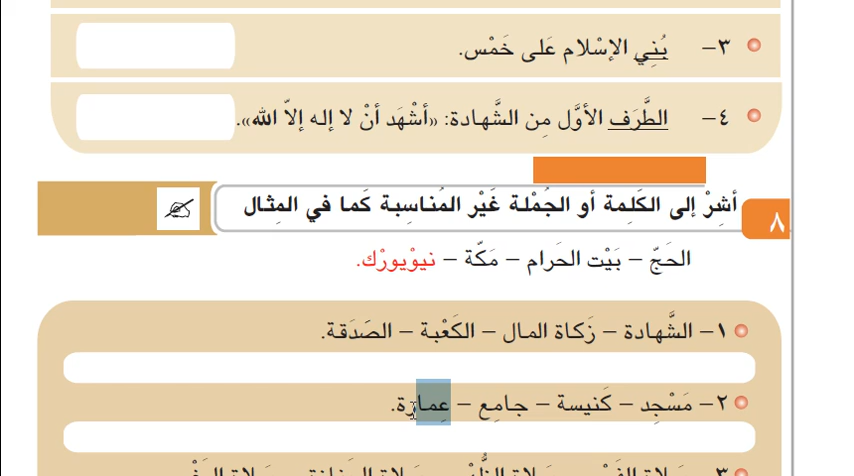 ٣- بُنِي الإسْلام عَلى خَمْس.
٤- الطَّرَف الأوَّل مِن الشَّهادة: «أشْهَد أنْ لا إله إلاّ الله».
٨ أشِرْ إلى الكَلِمة أو الجُمْلة غَيْر المُناسِبة كَما في المِثال
الحَجّ – بَيْت الحَرام – مَكّة – نيوْيورْك.
١- الشَّهادة – زَكاة المال – الكَعْبة – الصَدَقة.
٢- مَسْجِد – كَنيسة – جامِع – عِمارة.